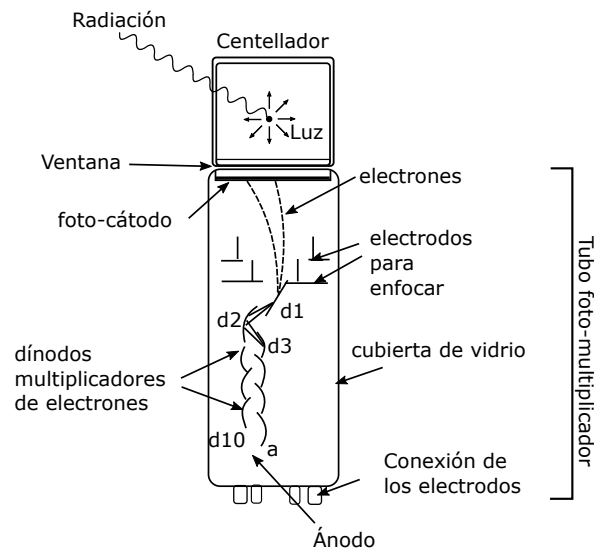 Radiación
Centellador
Luz
Ventana
electrones
foto-cátodo
electrodos
para
enfocar
d1
d2
d3
cubierta de vidrio
dínodos
multiplicadores
de electrones
d10
a
Conexión de
los electrodos
Ánodo
Tubo foto-multiplicador